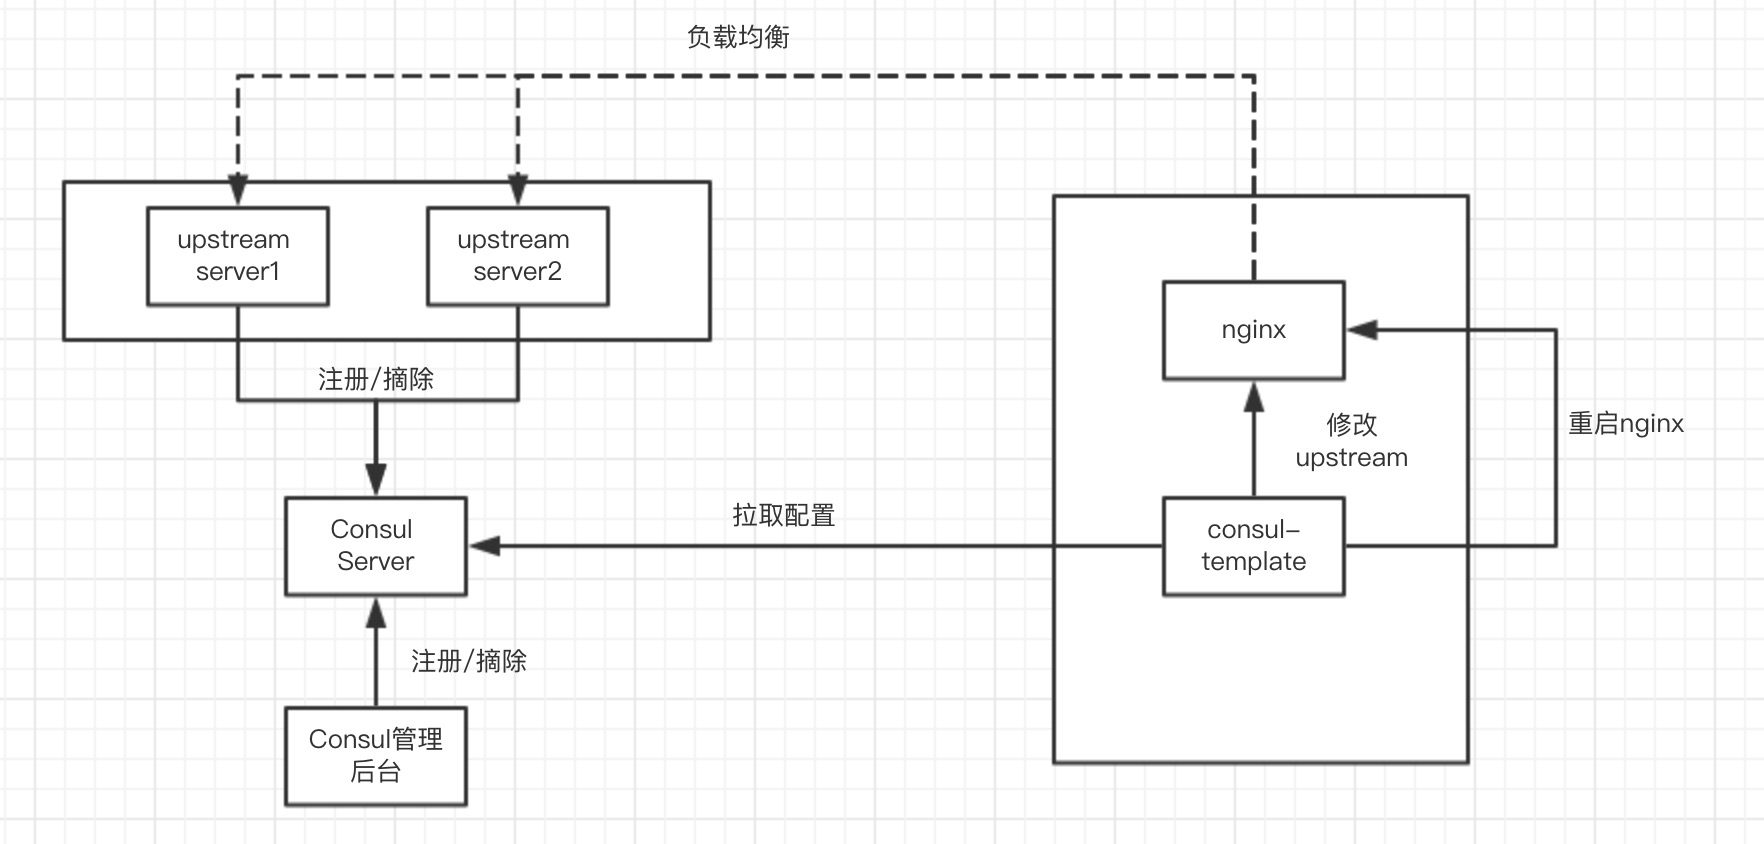 负载均衡
upstream
server1
upstream
server2
注册/摘除
nginx
修改
upstream
重启nginx
拉取配置
Consul
Server
consul-
template
注册/摘除
Consul管理
后台